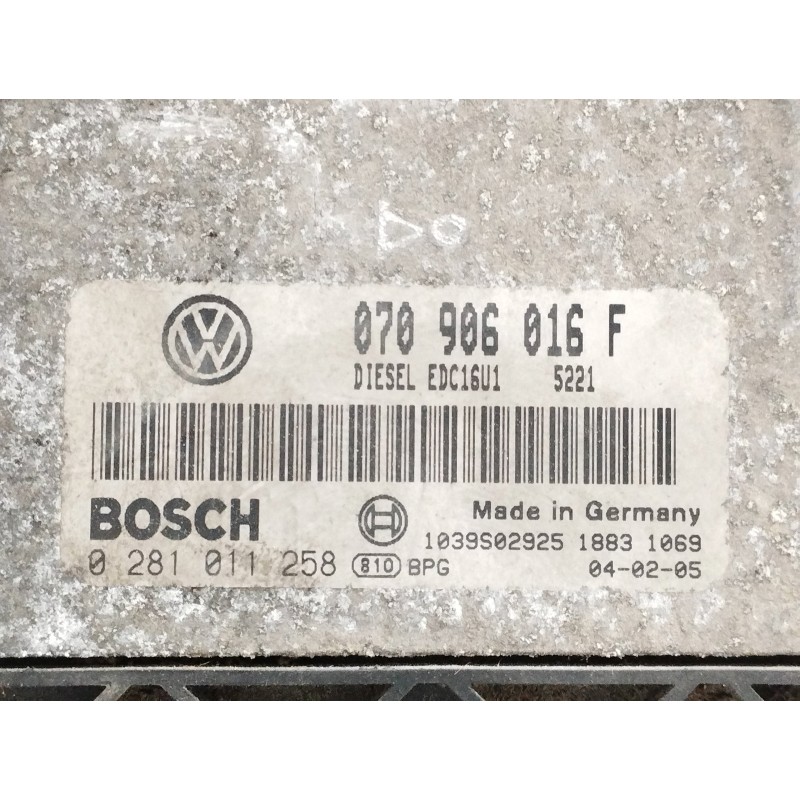 070 906 016 F
DIESEL EDC16U1 5221
BOSCH
Made in Germany
1039S02925 1883 1069
0 281 011 258 810 BPG 04-02-05